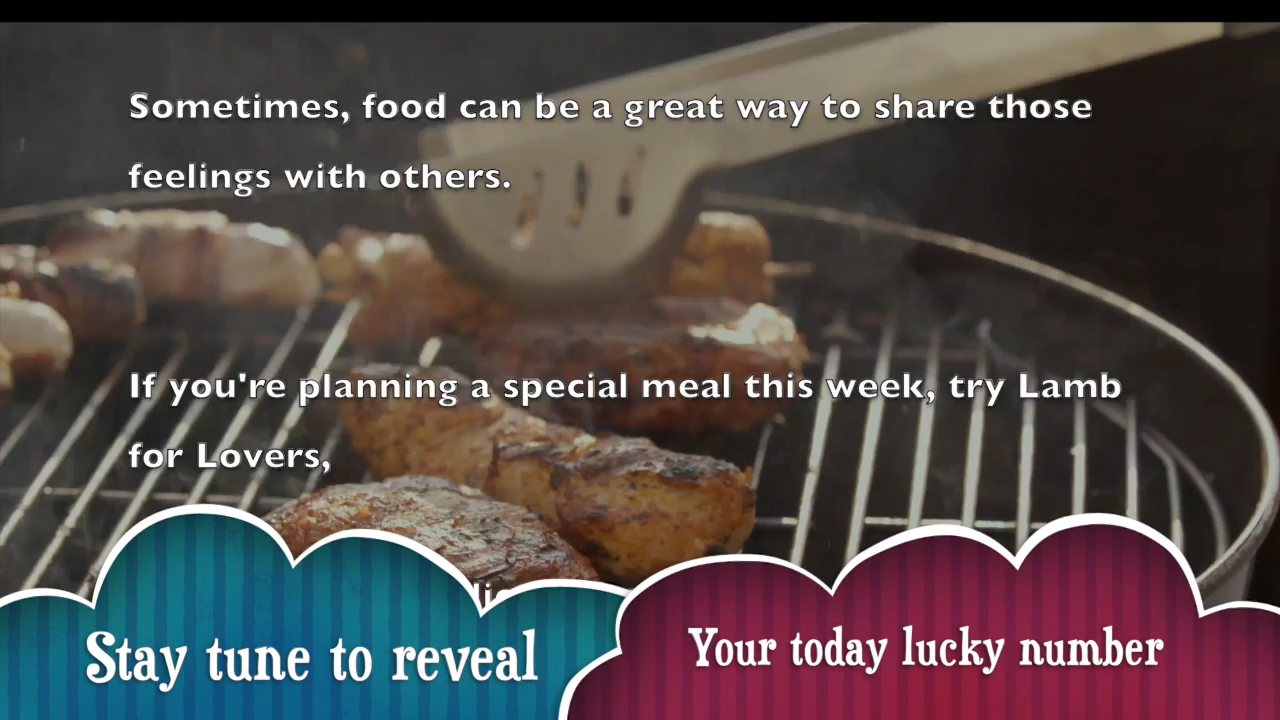 Sometimes, food can be a great way to share those
feelings with others.
If you're planning a special meal this week, try Lamb
for Lovers,
Stay tune to reveal
Your today lucky number